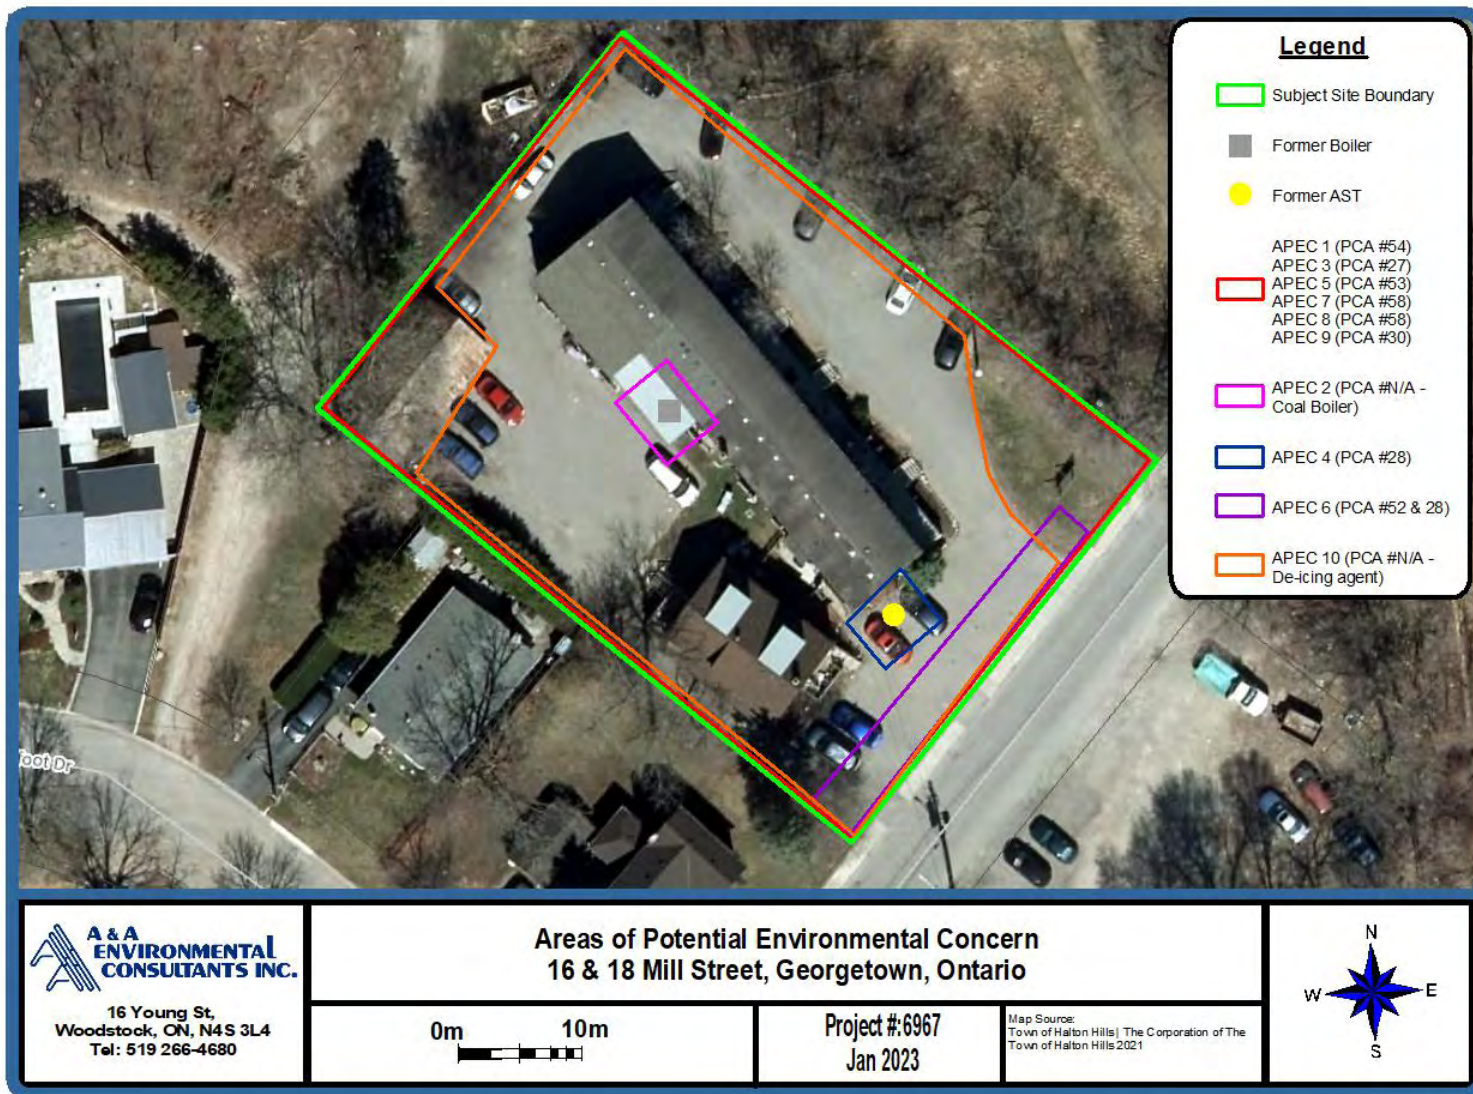 Legend
Subject Site Boundary
Former Boiler
Former AST
APEC 1 (PCA #54)
APEC 3 (PCA #27)
APEC 5 (PCA #53)
APEC 7 (PCA #58)
APEC 8 (PCA #58)
APEC 9 (PCA #30)
APEC 2 (PCA #N/A -
Coal Boiler)
APEC 4 (PCA #28)
APEC 6 (PCA #52 & 28)
APEC 10 (PCA #N/A -
De-icing agent)
oot Dr
A & A
ENVIRONMENTAL
CONSULTANTS INC.
16 Young St,
Woodstock, ON, N4S 3L4
Tel: 519 266-4680
Areas of Potential Environmental Concern
16 & 18 Mill Street, Georgetown, Ontario
0m 10m
Project #:6967
Jan 2023
Map Source:
Town of Halton Hills| The Corporation of The
Town of Halton Hills 2021
N
W E
S